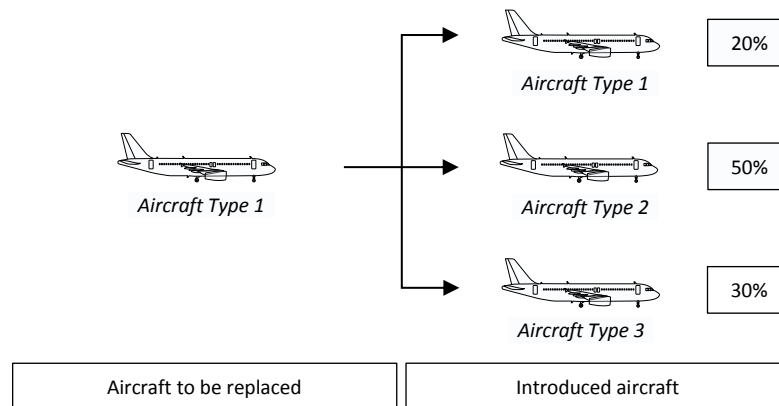 20%
Aircraft Type 1
50%
Aircraft Type 1
Aircraft Type 2
30%
Aircraft Type 3
Aircraft to be replaced
Introduced aircraft